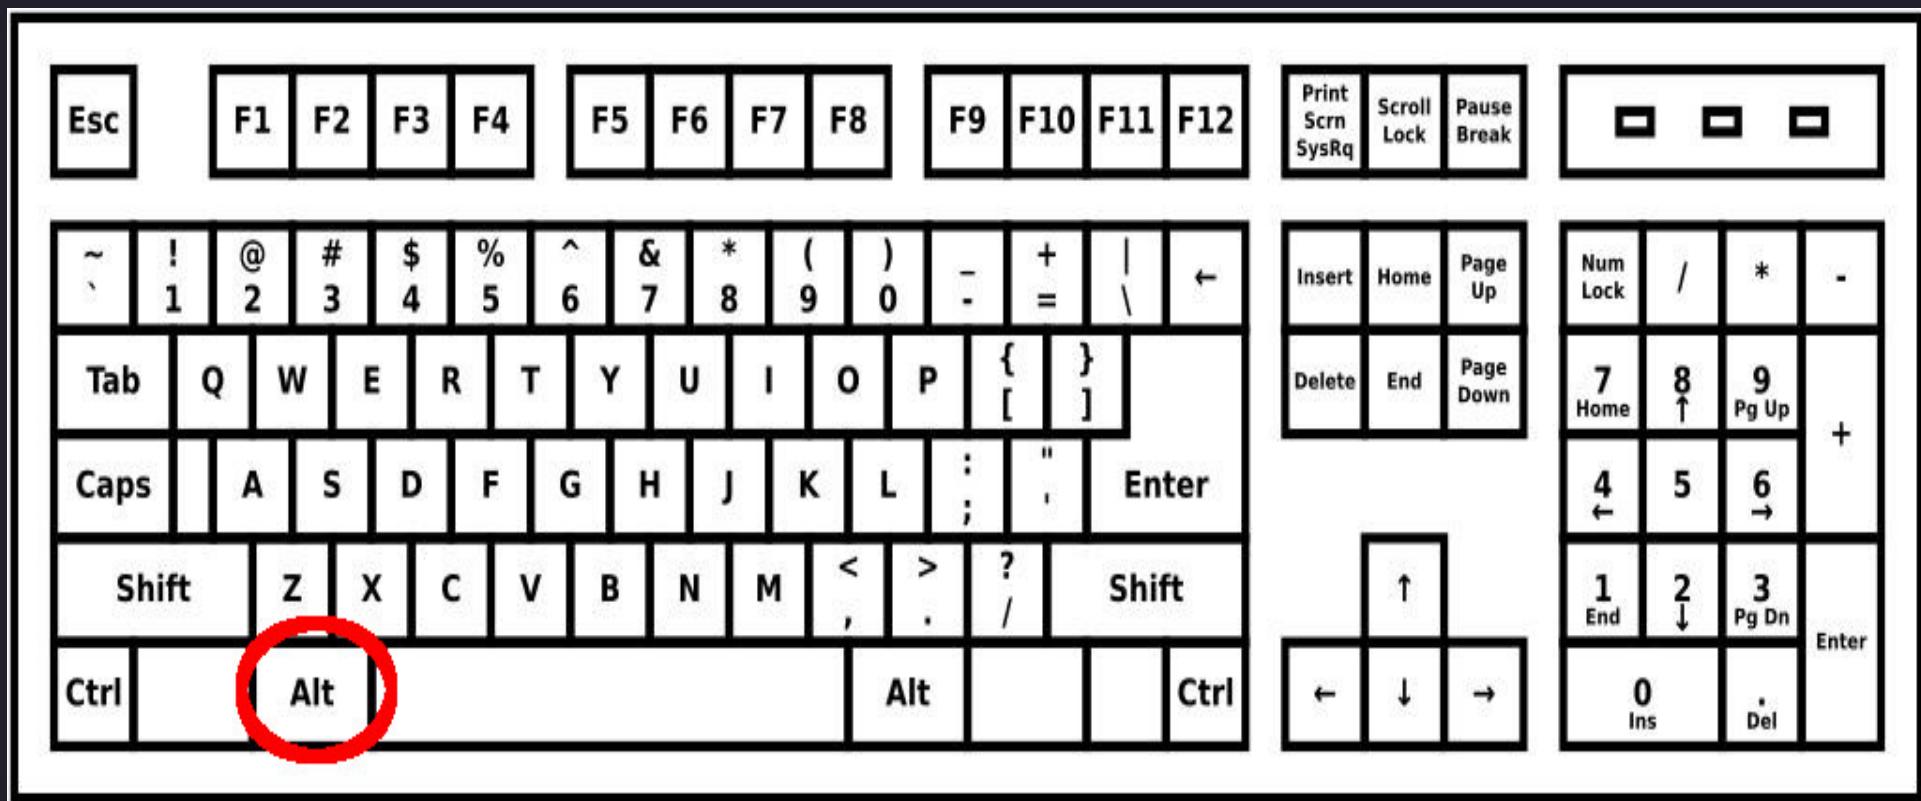 Esc F1 F2 F3 F4 F5 F6 F7 F8 F9 F10 F11 F12 Print Scrn SysRq Scroll Lock Pause Break
~ ! @ # $ % ^ & * ( ) _ + |
` 1 2 3 4 5 6 7 8 9 0 - = \ ← Insert Home Page Up Num Lock / * -
Tab Q W E R T Y U I O P { [ } ] Delete End Page Down 7 Home 8 ↑ 9 Pg Up +
Caps A S D F G H J K L : ; " ' Enter 4 ← 5 6 →
Shift Z X C V B N M < , > . ? / Shift ↑ 1 End 2 ↓ 3 Pg Dn Enter
Ctrl Alt Alt Ctrl ← ↓ → 0 Ins . Del